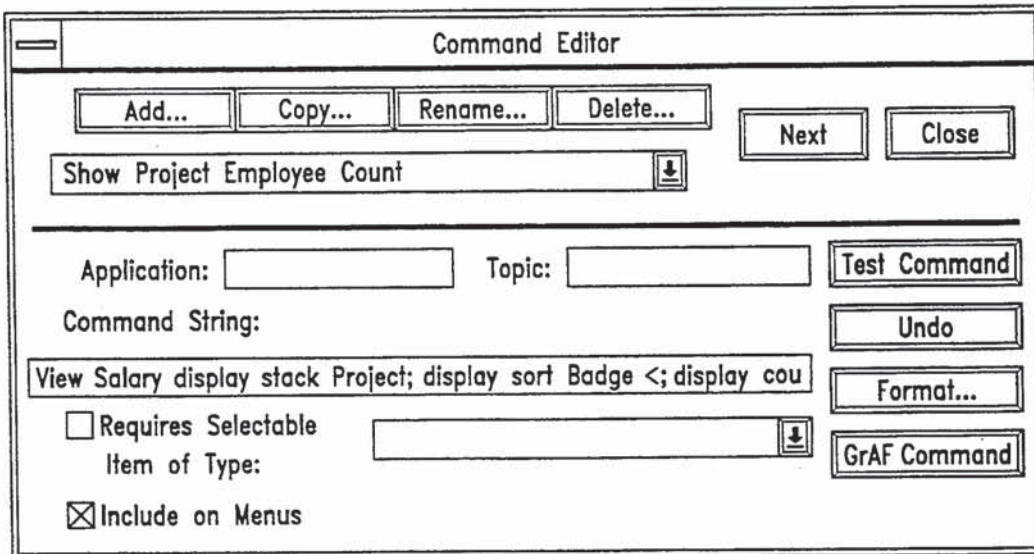 Command Editor
Add... Copy... Rename... Delete...
Next Close
Show Project Employee Count
Application: Topic: Test Command
Command String: Undo
View Salary display stack Project; display sort Badge <; display cou
Format...
Requires Selectable
Item of Type:
GrAF Command
Include on Menus